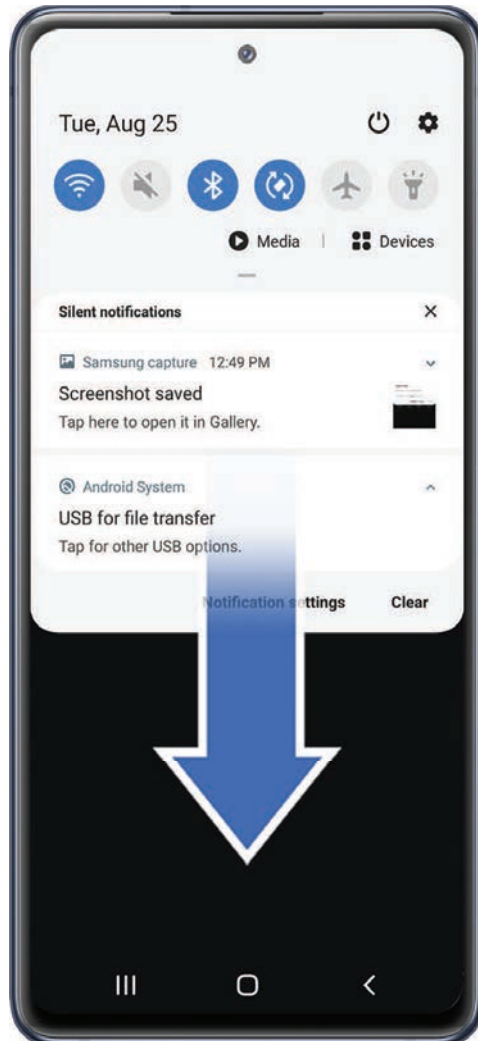 Tue, Aug 25
Media | Devices
Silent notifications
Samsung capture 12:49 PM
Screenshot saved
Tap here to open it in Gallery.
Android System
USB for file transfer
Tap for other USB options.
Notification settings Clear